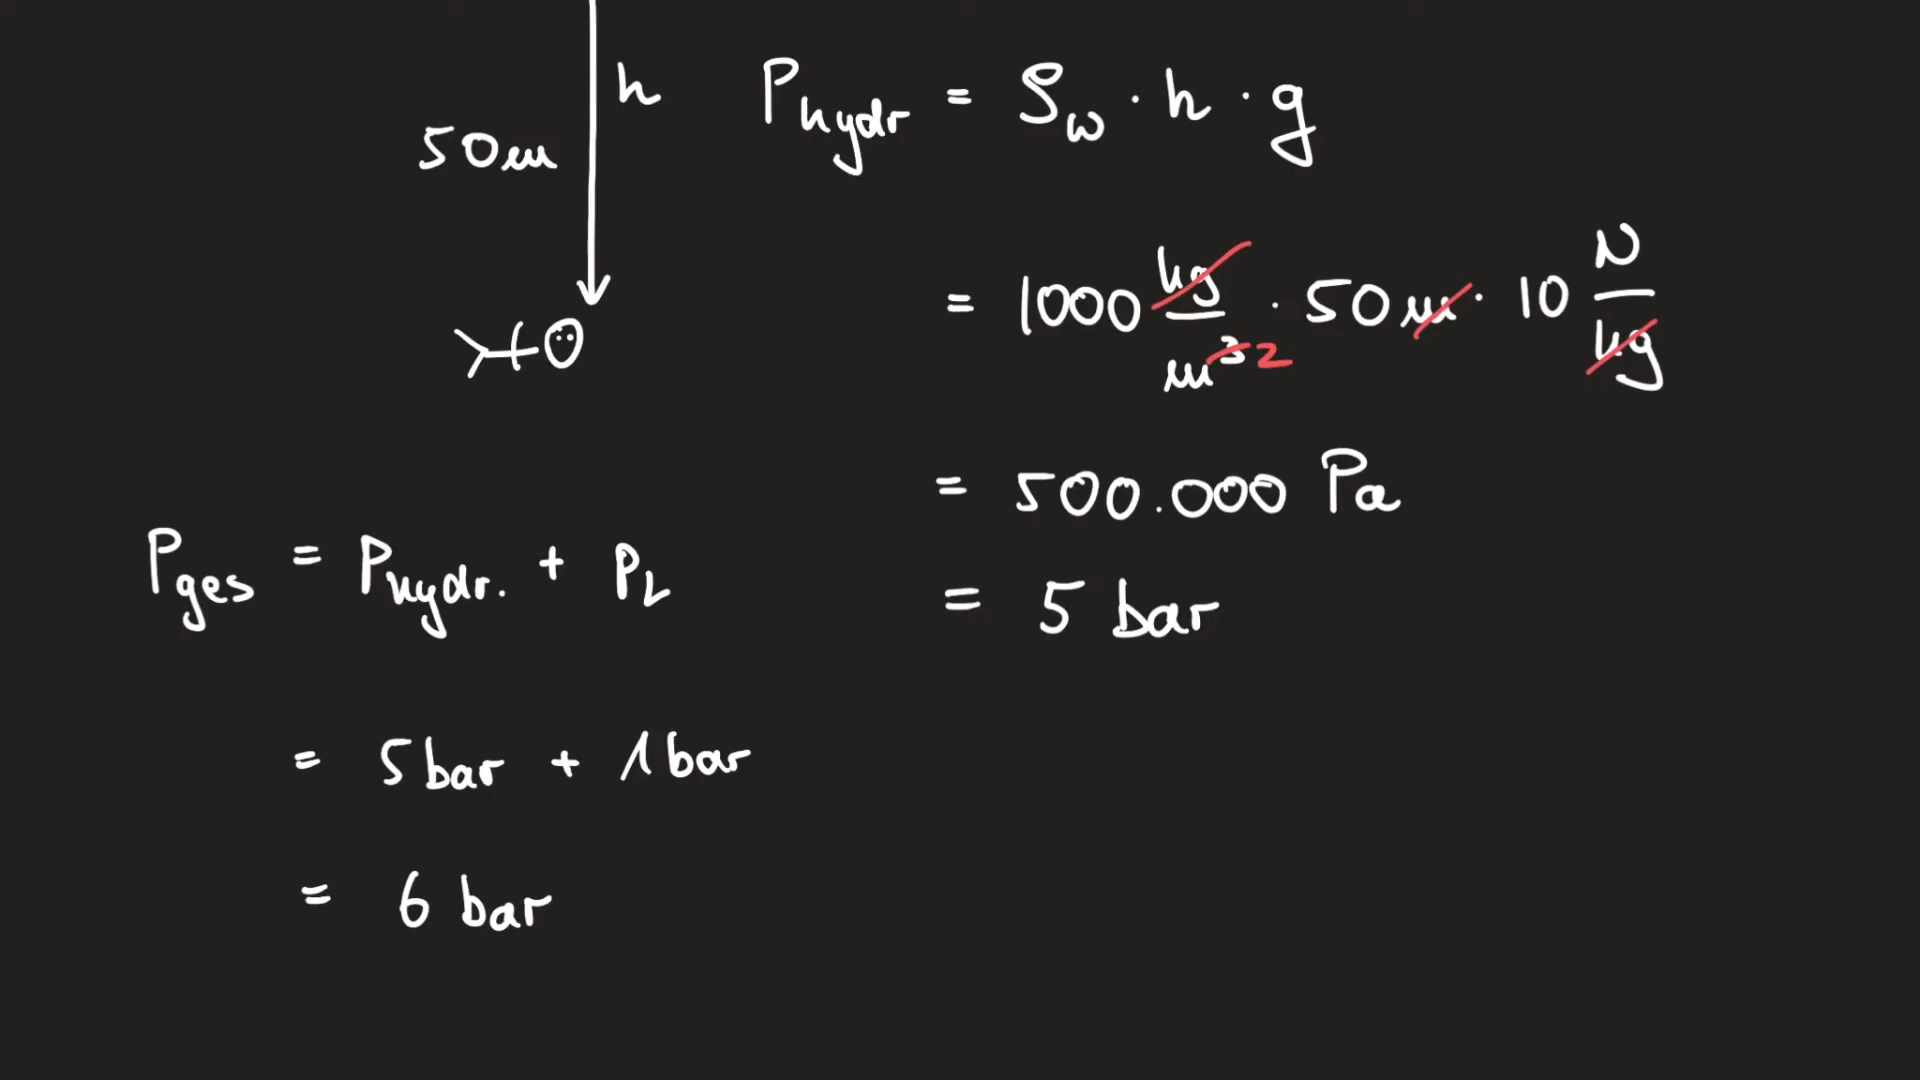 h
50m
P_hydr = ρ_w · h · g
= 1000 kg/m³ 2 · 50m · 10 N/kg
= 500.000 Pa
= 5 bar
P_ges = P_hydr. + P_L
= 5 bar + 1 bar
= 6 bar